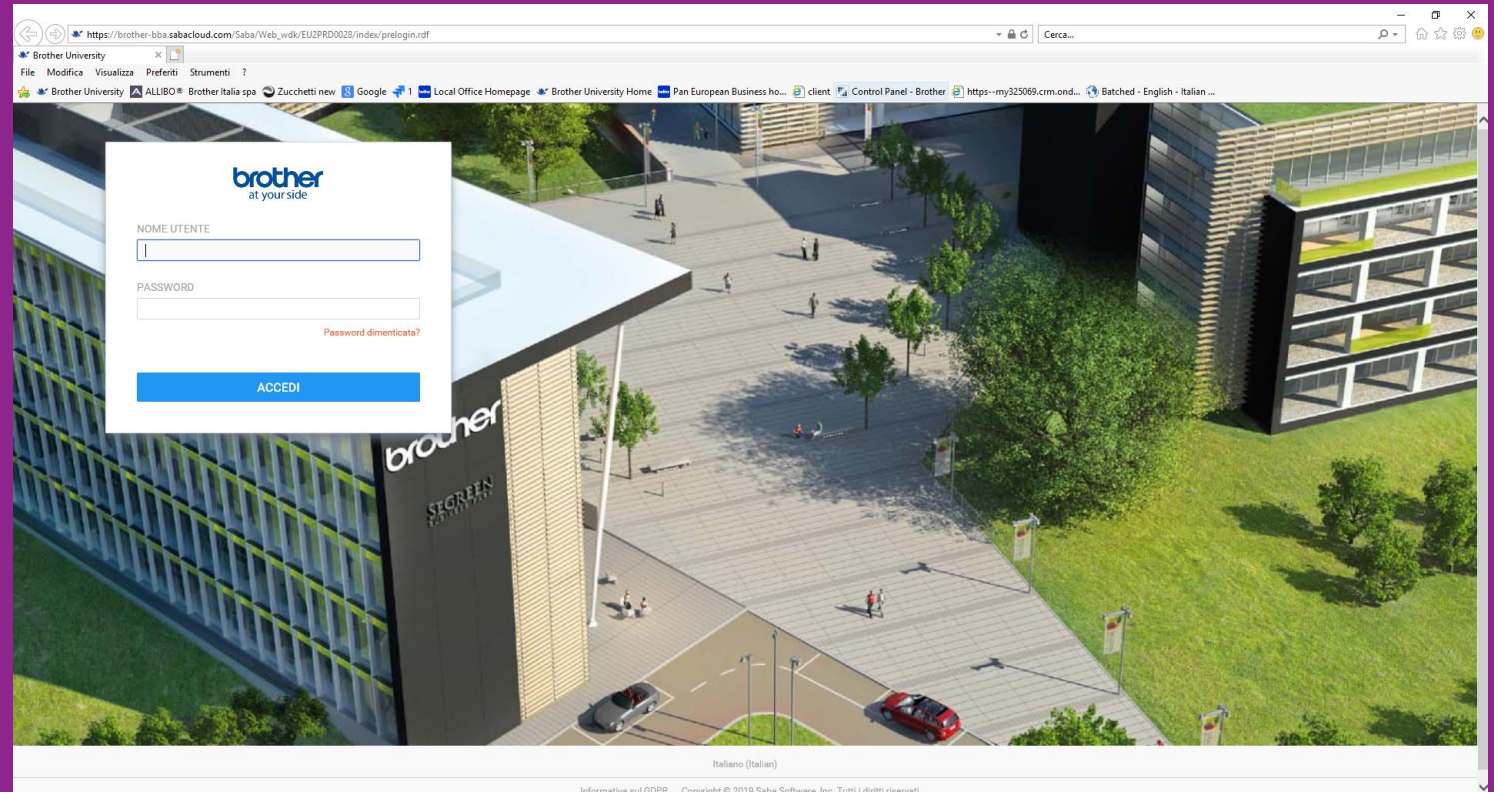 https://brother-bba.sabacloud.com/Saba/Web_wdk/EU2PRD0028/index/prelogin.rdf
Cerca...
Brother University
File Modifica Visualizza Preferiti Strumenti ?
Brother University ALLIBO® Brother Italia spa Zucchetti new Google 1 Local Office Homepage Brother University Home Pan European Business ho... client Control Panel - Brother https--my325069.crm.ond... Batched - English - Italian ...
brother
at your side
NOME UTENTE
PASSWORD
Password dimenticata?
ACCEDI
brother
SEGREEN
BUSINESS PARK
Italiano (Italian)
Informativa sul GDPR Copyright © 2019 Saba Software, Inc. Tutti i diritti riservati